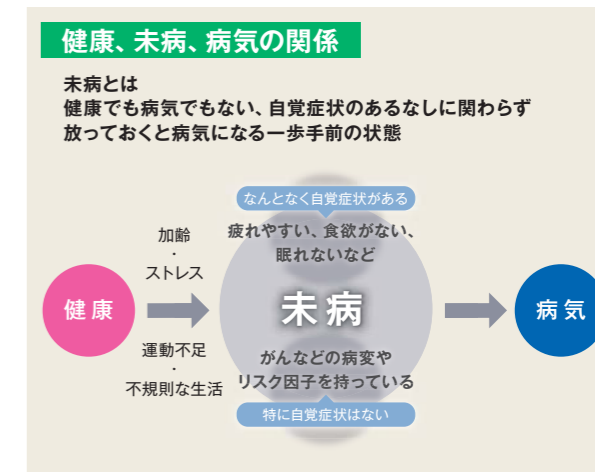 健康、未病、病気の関係
未病とは
健康でも病気でもない、自覚症状のあるなしに関わらず
放っておくと病気になる一歩手前の状態
なんとなく自覚症状がある
疲れやすい、食欲がない、
眠れないなど
加齢
・
ストレス
健康
未病
病気
運動不足
・
不規則な生活
がんなどの病変や
リスク因子を持っている
特に自覚症状はない